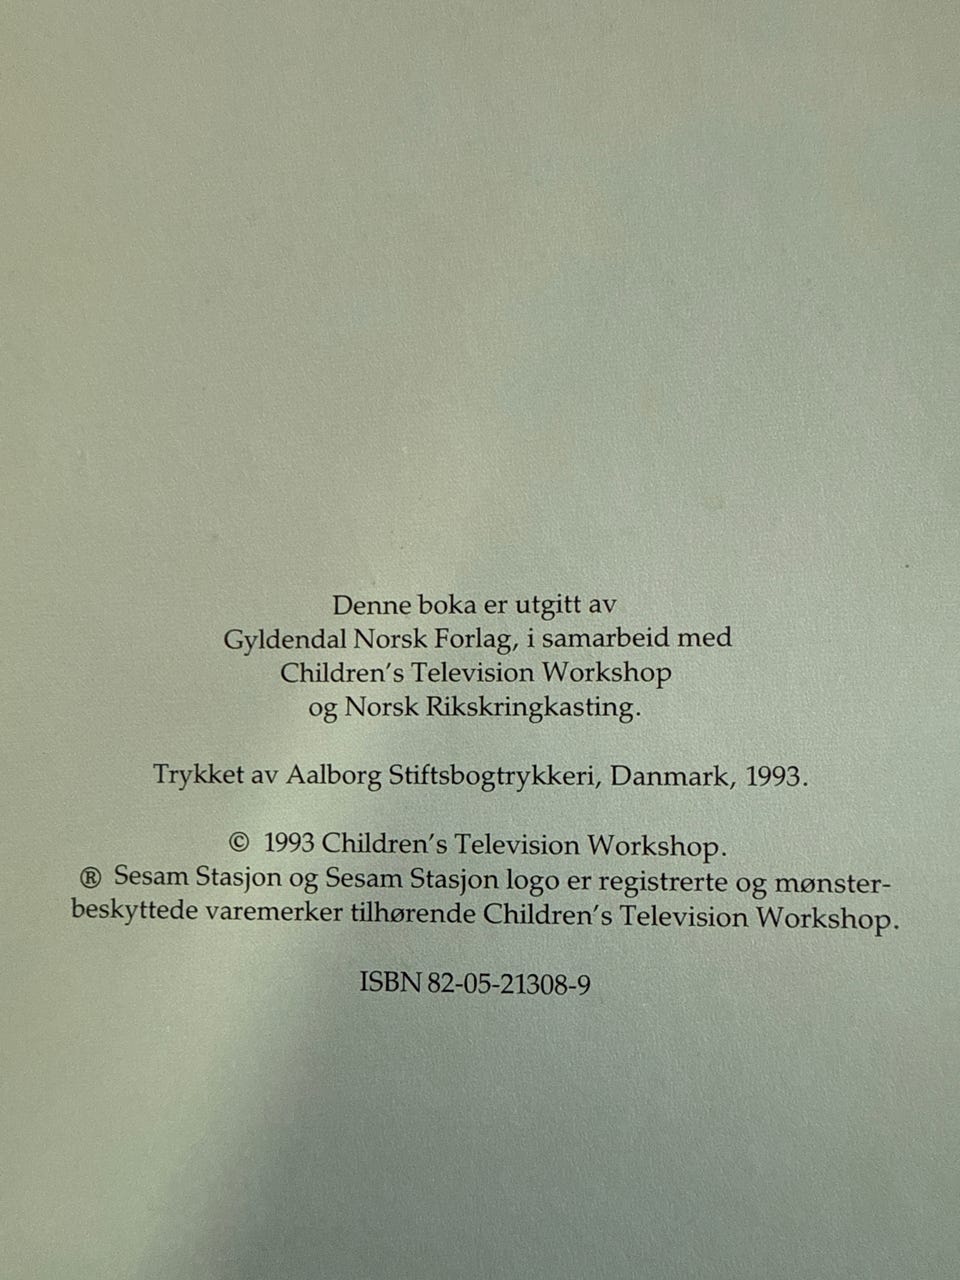 Denne boka er utgitt av
Gyldendal Norsk Forlag, i samarbeid med
Children's Television Workshop
og Norsk Rikskringkasting.
Trykket av Aalborg Stiftsbogtrykkeri, Danmark, 1993.
© 1993 Children's Television Workshop.
® Sesam Stasjon og Sesam Stasjon logo er registrerte og mønster-
beskyttede varemerker tilhørende Children's Television Workshop.
ISBN 82-05-21308-9